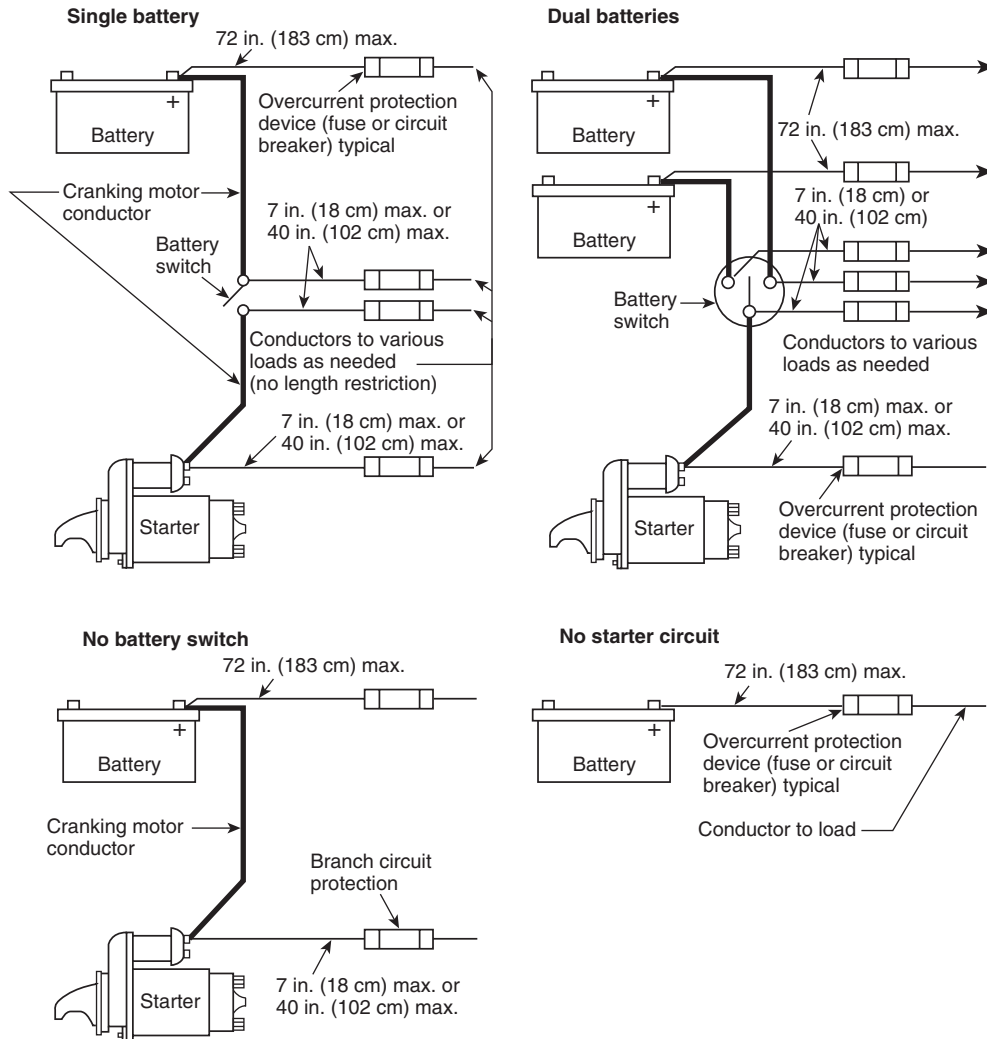 Single battery
72 in. (183 cm) max.
+
Battery
Overcurrent protection
device (fuse or circuit
breaker) typical
Cranking motor
conductor
7 in. (18 cm) max. or
40 in. (102 cm) max.
Battery
switch
Conductors to various
loads as needed
(no length restriction)
7 in. (18 cm) max. or
40 in. (102 cm) max.
Starter
Dual batteries
+
Battery
72 in. (183 cm) max.
+
Battery
7 in. (18 cm) or
40 in. (102 cm)
Battery
switch
Conductors to various
loads as needed
7 in. (18 cm) max. or
40 in. (102 cm) max.
Starter
Overcurrent protection
device (fuse or circuit
breaker) typical
No battery switch
72 in. (183 cm) max.
+
Battery
Cranking motor
conductor
Branch circuit
protection
Starter
7 in. (18 cm) max. or
40 in. (102 cm) max.
No starter circuit
72 in. (183 cm) max.
+
Battery
Overcurrent protection
device (fuse or circuit
breaker) typical
Conductor to load